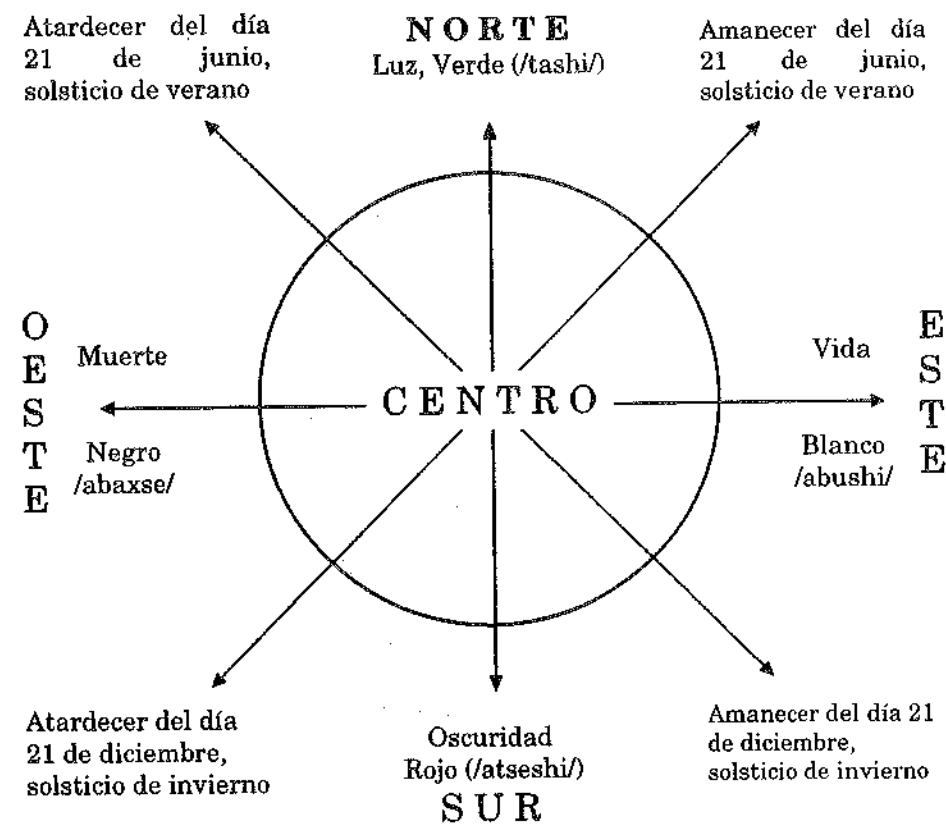 Atardecer del día
21 de junio,
solsticio de verano
NORTE
Luz, Verde (/tashi/)
Amanecer del día
21 de junio,
solsticio de verano
OESTE
Muerte
Negro
/abaxse/
CENTRO
Vida
Blanco
/abushi/
ESTE
Atardecer del día
21 de diciembre,
solsticio de invierno
Oscuridad
Rojo (/atseshi/)
SUR
Amanecer del día 21
de diciembre,
solsticio de invierno